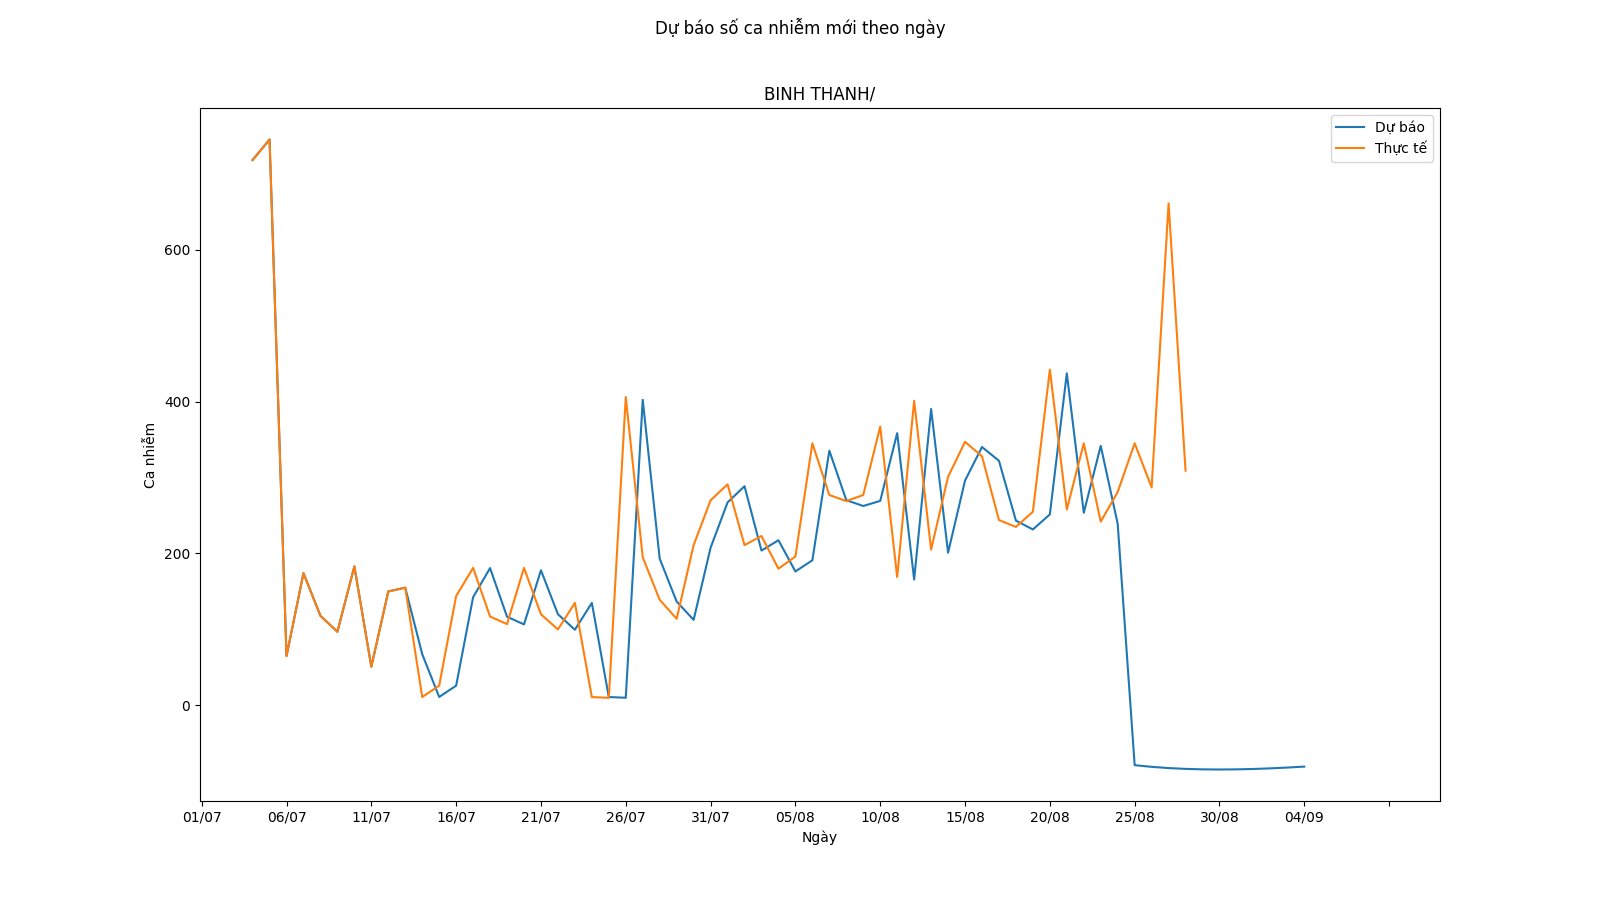 Dự báo số ca nhiễm mới theo ngày
BINH THANH/
Dự báo
Thực tế
600
400
200
0
Ca nhiễm
01/07 06/07 11/07 16/07 21/07 26/07 31/07 05/08 10/08 15/08 20/08 25/08 30/08 04/09
Ngày